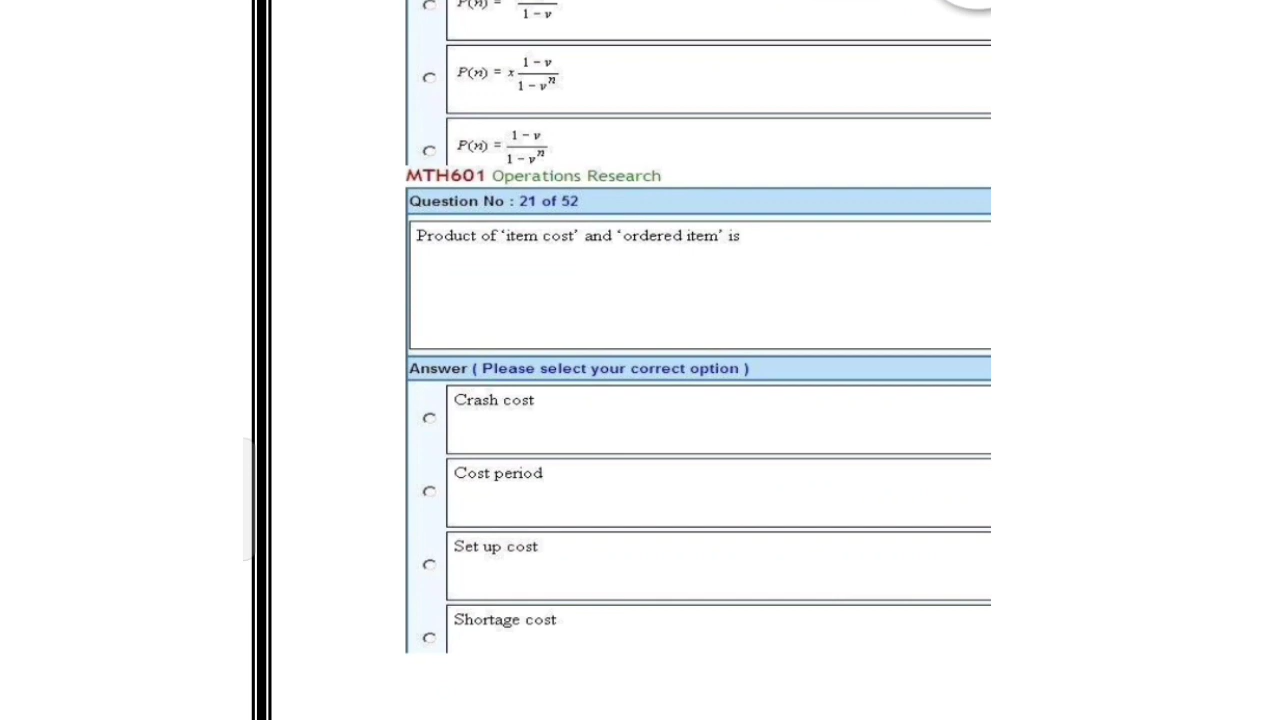 P(n) = 1 - v
P(n) = x 1 - v / 1 - v^n
P(n) = 1 - v / 1 - v^n
MTH601 Operations Research
Question No : 21 of 52
Product of ‘item cost’ and ‘ordered item’ is
Answer ( Please select your correct option )
Crash cost
Cost period
Set up cost
Shortage cost